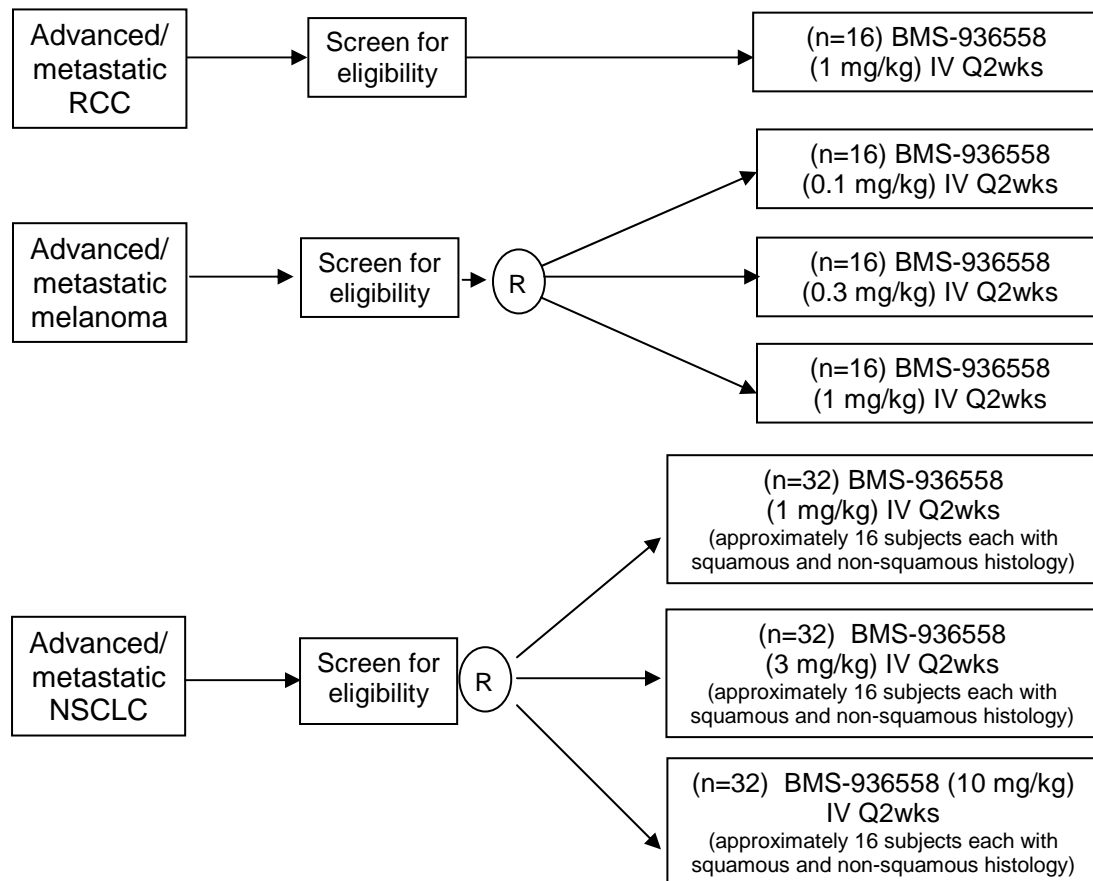 Advanced/
metastatic
RCC
Screen for
eligibility
(n=16) BMS-936558
(1 mg/kg) IV Q2wks
Advanced/
metastatic
melanoma
Screen for
eligibility
R
(n=16) BMS-936558
(0.1 mg/kg) IV Q2wks
(n=16) BMS-936558
(0.3 mg/kg) IV Q2wks
(n=16) BMS-936558
(1 mg/kg) IV Q2wks
Advanced/
metastatic
NSCLC
Screen for
eligibility
R
(n=32) BMS-936558
(1 mg/kg) IV Q2wks
(approximately 16 subjects each with
squamous and non-squamous histology)
(n=32) BMS-936558
(3 mg/kg) IV Q2wks
(approximately 16 subjects each with
squamous and non-squamous histology)
(n=32) BMS-936558 (10 mg/kg)
IV Q2wks
(approximately 16 subjects each with
squamous and non-squamous histology)